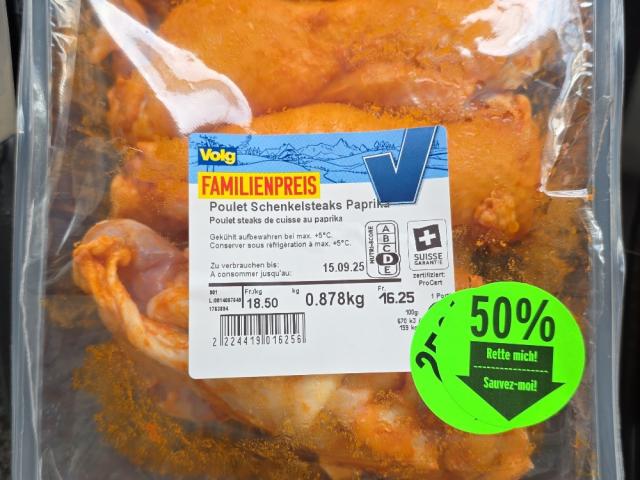 Volg
FAMILIENPREIS
Poulet Schenkelsteaks Paprika
Poulet steaks de cuisse au paprika
Gekühlt aufbewahren bei max. +5°C.
Conserver sous réfrigération à max. +5°C.
NUTRI-SCORE
A
B
C
D
E
SUISSE
GARANTIE
zertifiziert:
ProCert
Zu verbrauchen bis:
A consommer jusqu'au:
15.09.25
Fr./kg
kg
Fr.
18.50
0.878kg
16.25
2 224419 016256
50%
Rette mich!
Sauvez-moi!